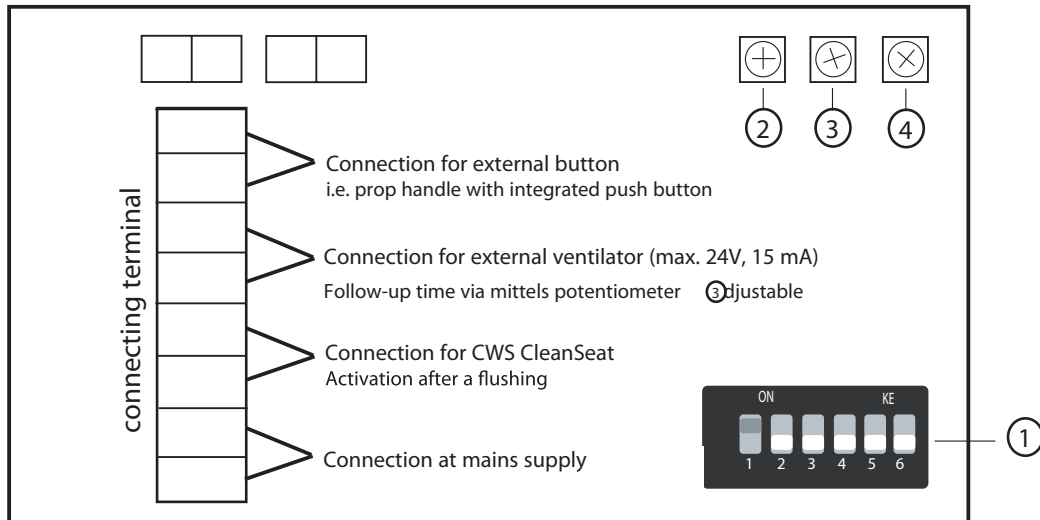 2 3 4
connecting terminal
Connection for external button
i.e. prop handle with integrated push button
Connection for external ventilator (max. 24V, 15 mA)
Follow-up time via mittels potentiometer 3 djustable
Connection for CWS CleanSeat
Activation after a flushing
Connection at mains supply
ON KE
1 2 3 4 5 6
1